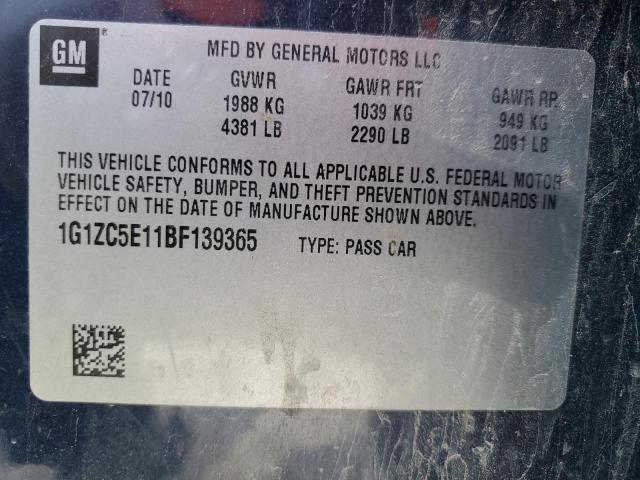 GM
MFD BY GENERAL MOTORS LLC
DATE GVWR GAWR FRT GAWR RR
07/10 1988 KG 1039 KG 949 KG
4381 LB 2290 LB 2091 LB
THIS VEHICLE CONFORMS TO ALL APPLICABLE U.S. FEDERAL MOTOR
VEHICLE SAFETY, BUMPER, AND THEFT PREVENTION STANDARDS IN
EFFECT ON THE DATE OF MANUFACTURE SHOWN ABOVE.
1G1ZC5E11BF139365 TYPE: PASS CAR